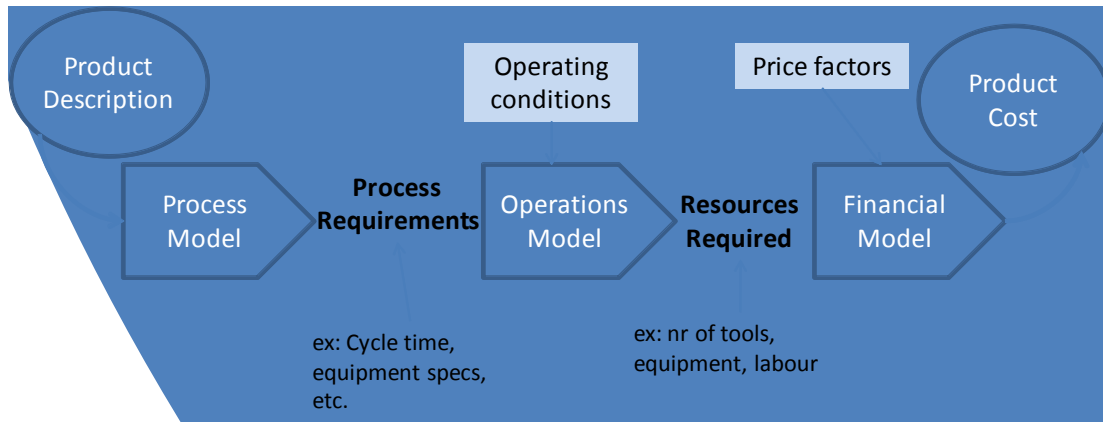 Product
Description
Operating
conditions
Price factors
Product
Cost
Process
Model
Process
Requirements
Operations
Model
Resources
Required
Financial
Model
ex: Cycle time,
equipment specs,
etc.
ex: nr of tools,
equipment, labour